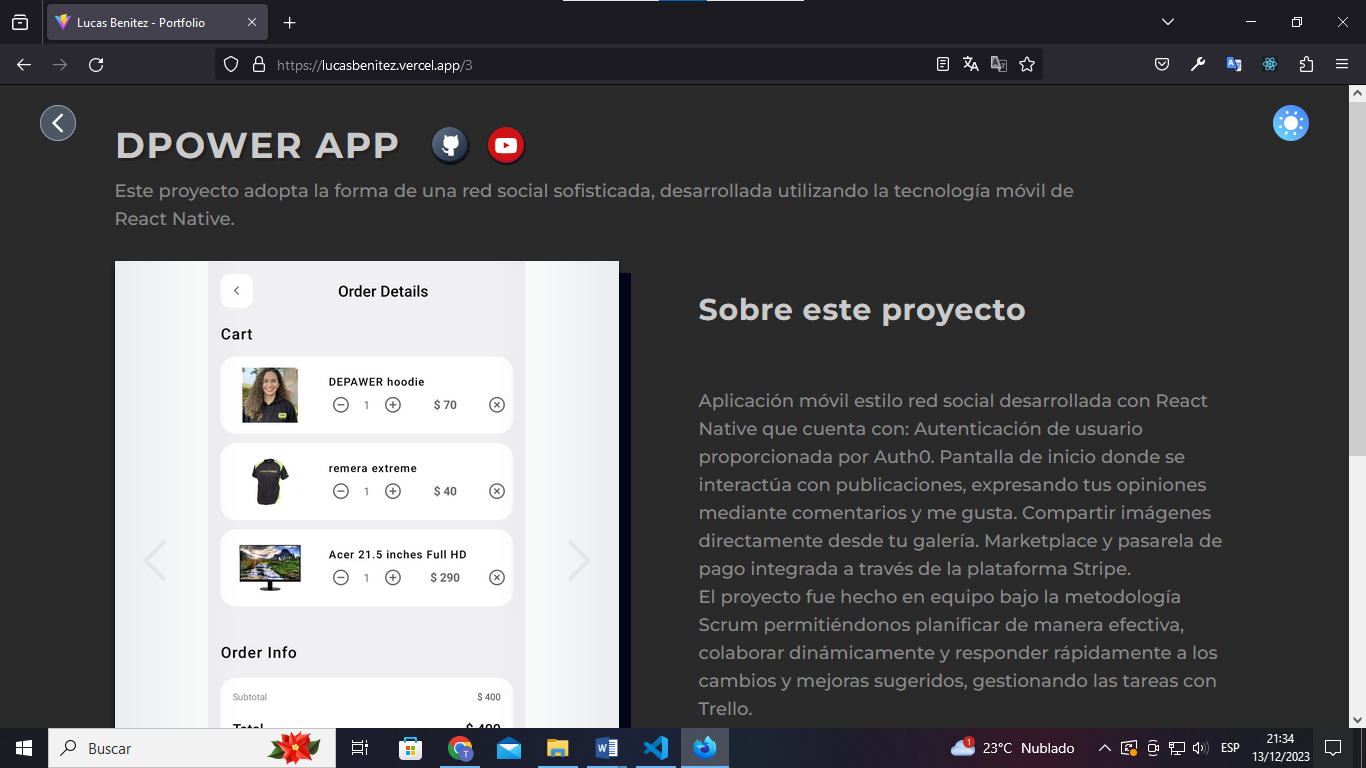 Lucas Benitez - Portfolio
https://lucasbenitez.vercel.app/3
DPOWER APP
Este proyecto adopta la forma de una red social sofisticada, desarrollada utilizando la tecnología móvil de
React Native.
Order Details
Cart
DEPAWER hoodie
1 $ 70
remera extreme
1 $ 40
Acer 21.5 inches Full HD
1 $ 290
Order Info
Subtotal $ 400
Total $ 400
Sobre este proyecto
Aplicación móvil estilo red social desarrollada con React
Native que cuenta con: Autenticación de usuario
proporcionada por Auth0. Pantalla de inicio donde se
interactúa con publicaciones, expresando tus opiniones
mediante comentarios y me gusta. Compartir imágenes
directamente desde tu galería. Marketplace y pasarela de
pago integrada a través de la plataforma Stripe.
El proyecto fue hecho en equipo bajo la metodología
Scrum permitiéndonos planificar de manera efectiva,
colaborar dinámicamente y responder rápidamente a los
cambios y mejoras sugeridos, gestionando las tareas con
Trello.
Buscar
1
23°C Nublado
ESP
21:34
13/12/2023